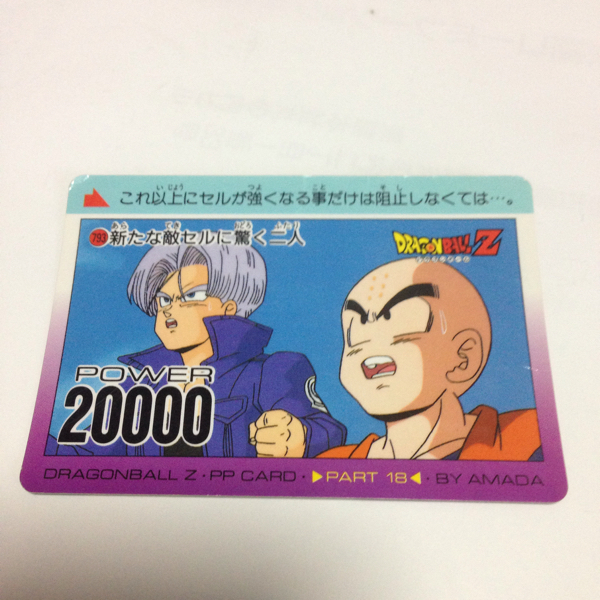 これ以上にセルが強くなる事だけは阻止しなくては…。
793 新たな敵セルに驚く二人
DRAGONBALL Z
POWER
20000
DRAGONBALL Z・PP CARD・▶PART 18◀・BY AMADA